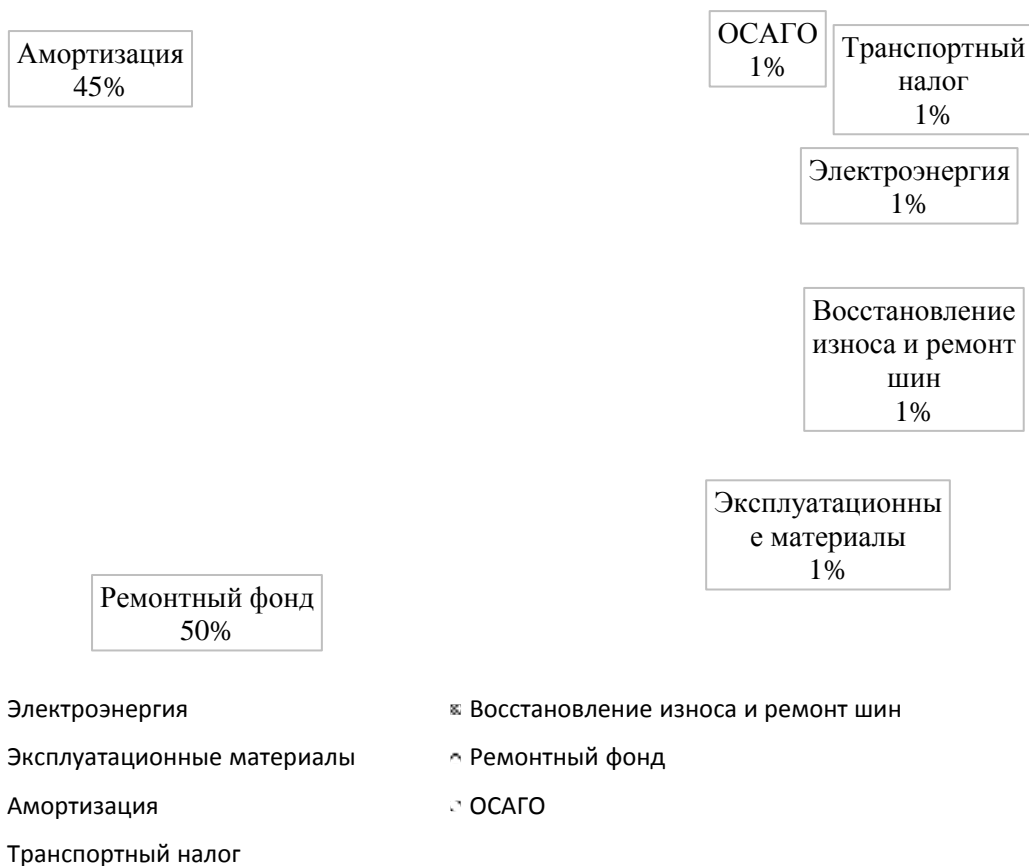 ОСАГО
1%
Амортизация
45%
Транспортный
налог
1%
Электроэнергия
1%
Восстановление
износа и ремонт
шин
1%
Эксплуатационны
е материалы
1%
Ремонтный фонд
50%
Электроэнергия
Восстановление износа и ремонт шин
Эксплуатационные материалы
Ремонтный фонд
Амортизация
ОСАГО
Транспортный налог